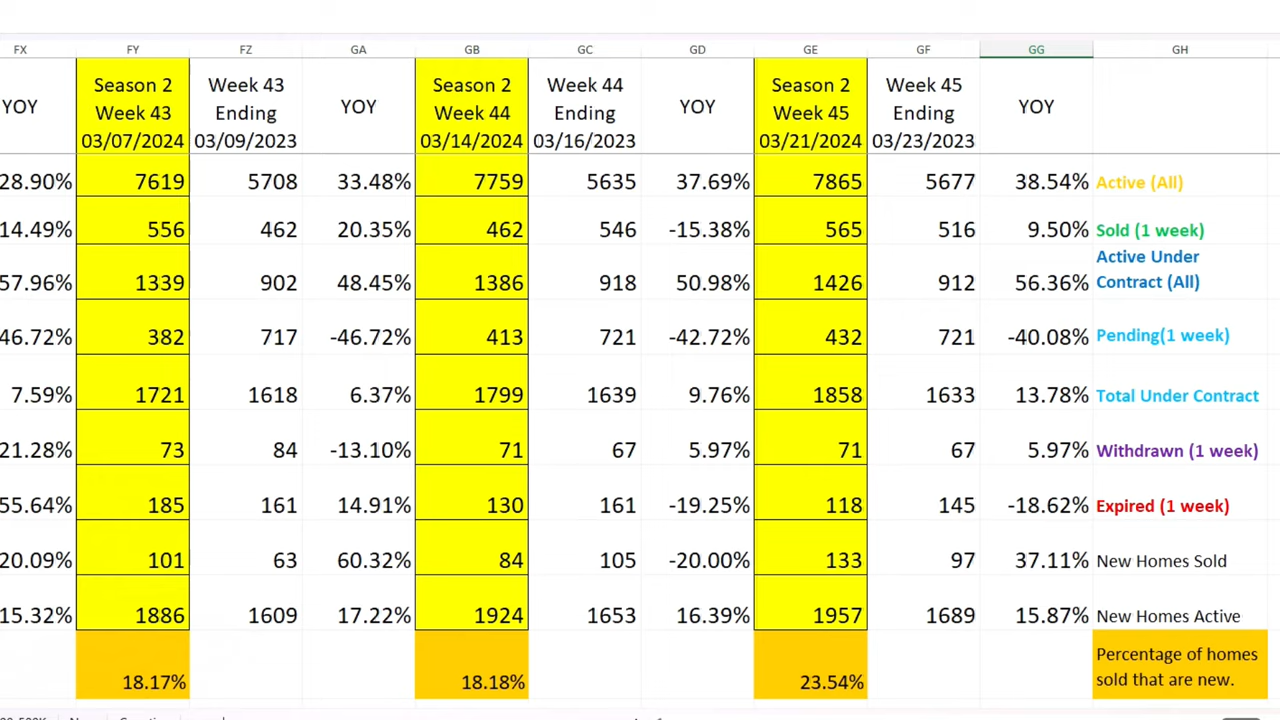 FX FY FZ GA GB GC GD GE GF GG GH
YOY Season 2 Week 43 03/07/2024 Week 43 Ending 03/09/2023 YOY Season 2 Week 44 03/14/2024 Week 44 Ending 03/16/2023 YOY Season 2 Week 45 03/21/2024 Week 45 Ending 03/23/2023 YOY
28.90% 7619 5708 33.48% 7759 5635 37.69% 7865 5677 38.54% Active (All)
14.49% 556 462 20.35% 462 546 -15.38% 565 516 9.50% Sold (1 week)
57.96% 1339 902 48.45% 1386 918 50.98% 1426 912 56.36% Active Under Contract (All)
46.72% 382 717 -46.72% 413 721 -42.72% 432 721 -40.08% Pending(1 week)
7.59% 1721 1618 6.37% 1799 1639 9.76% 1858 1633 13.78% Total Under Contract
21.28% 73 84 -13.10% 71 67 5.97% 71 67 5.97% Withdrawn (1 week)
55.64% 185 161 14.91% 130 161 -19.25% 118 145 -18.62% Expired (1 week)
20.09% 101 63 60.32% 84 105 -20.00% 133 97 37.11% New Homes Sold
15.32% 1886 1609 17.22% 1924 1653 16.39% 1957 1689 15.87% New Homes Active
18.17% 18.18% 23.54% Percentage of homes sold that are new.